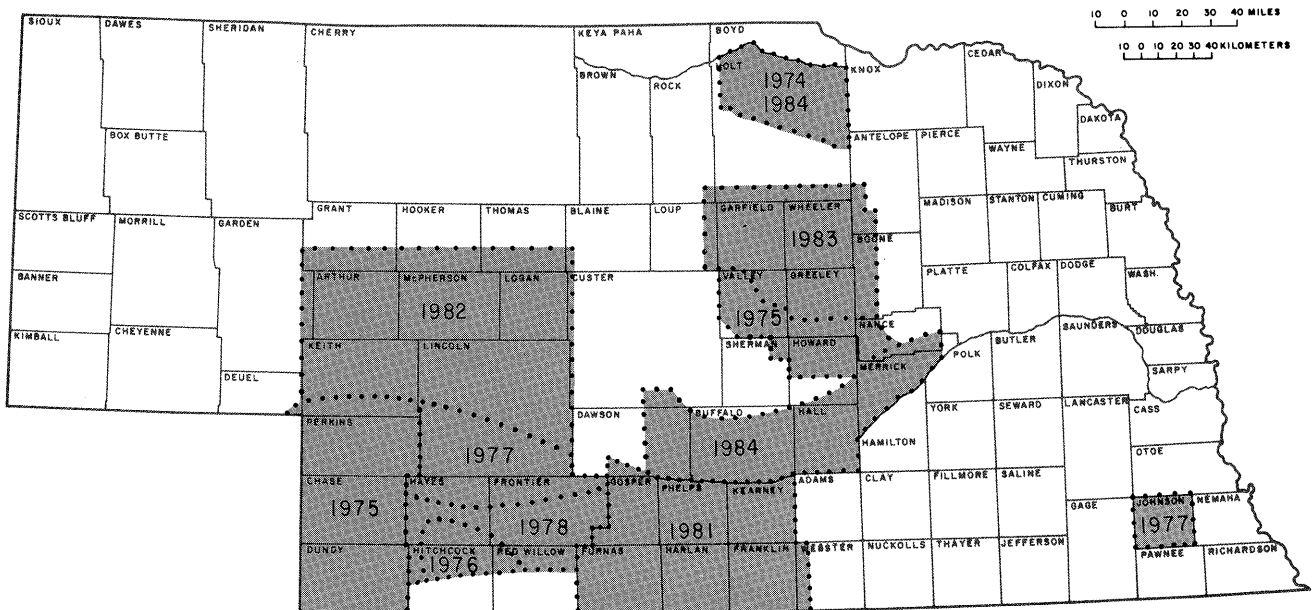 10 0 10 20 30 40 MILES
10 0 10 20 30 40 KILOMETERS
SIOUX
DAWES
SHERIDAN
CHERRY
KEYA PAHA
BOYD
BROWN
ROCK
HOLT
1974
1984
KNOX
CEDAR
DIXON
DAKOTA
BOX BUTTE
ANTELOPE
PIERCE
WAYNE
THURSTON
SCOTTS BLUFF
MORRILL
GARDEN
GRANT
HOOKER
THOMAS
BLAINE
LOUP
GARFIELD
WHEELER
1983
BOONE
MADISON
STANTON
CUMING
BURT
BANNER
ARTHUR
McPHERSON
LOGAN
1982
CUSTER
VALLEY
GREELEY
1975
PLATTE
COLFAX
DODGE
WASH.
KIMBALL
CHEYENNE
DEUEL
KEITH
LINCOLN
SHERMAN
HOWARD
NANCE
MERRICK
POLK
BUTLER
SAUNDERS
DOUGLAS
SARPY
PERKINS
1977
DAWSON
BUFFALO
1984
HALL
HAMILTON
YORK
SEWARD
LANCASTER
CASS
OTOE
CHASE
1975
HAYES
FRONTIER
1978
GOSPER
PHELPS
KEARNEY
1981
ADAMS
CLAY
FILLMORE
SALINE
GAGE
JOHNSON
1977
NEMAHA
DUNDY
HITCHCOCK
1976
RED WILLOW
FURNAS
HARLAN
FRANKLIN
WEBSTER
NUCKOLLS
THAYER
JEFFERSON
PAWNEE
RICHARDSON